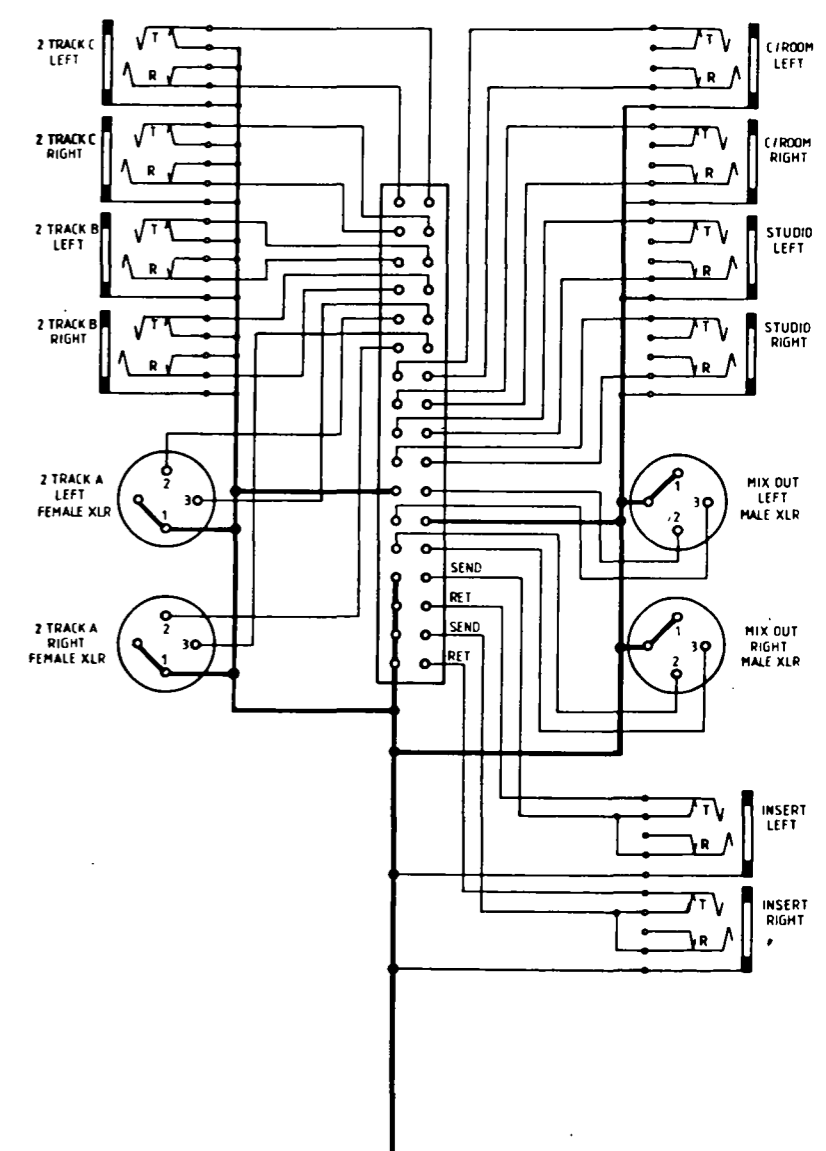 2 TRACK C
LEFT
T
R
2 TRACK C
RIGHT
T
R
2 TRACK B
LEFT
T
R
2 TRACK B
RIGHT
T
R
2 TRACK A
LEFT
FEMALE XLR
2
3
1
2 TRACK A
RIGHT
FEMALE XLR
2
3
1
SEND
RET
SEND
RET
C/ROOM
LEFT
T
R
C/ROOM
RIGHT
T
R
STUDIO
LEFT
T
R
STUDIO
RIGHT
T
R
MIX OUT
LEFT
MALE XLR
1
3
2
MIX OUT
RIGHT
MALE XLR
1
3
2
INSERT
LEFT
T
R
INSERT
RIGHT
T
R